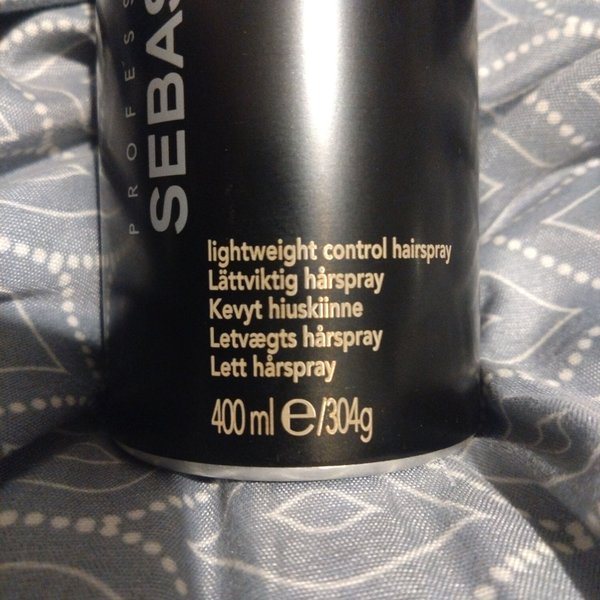 PROFESS
SEBAS
lightweight control hairspray
Lättviktig hårspray
Kevyt hiuskiinne
Letvægts hårspray
Lett hårspray
400 ml e/304g